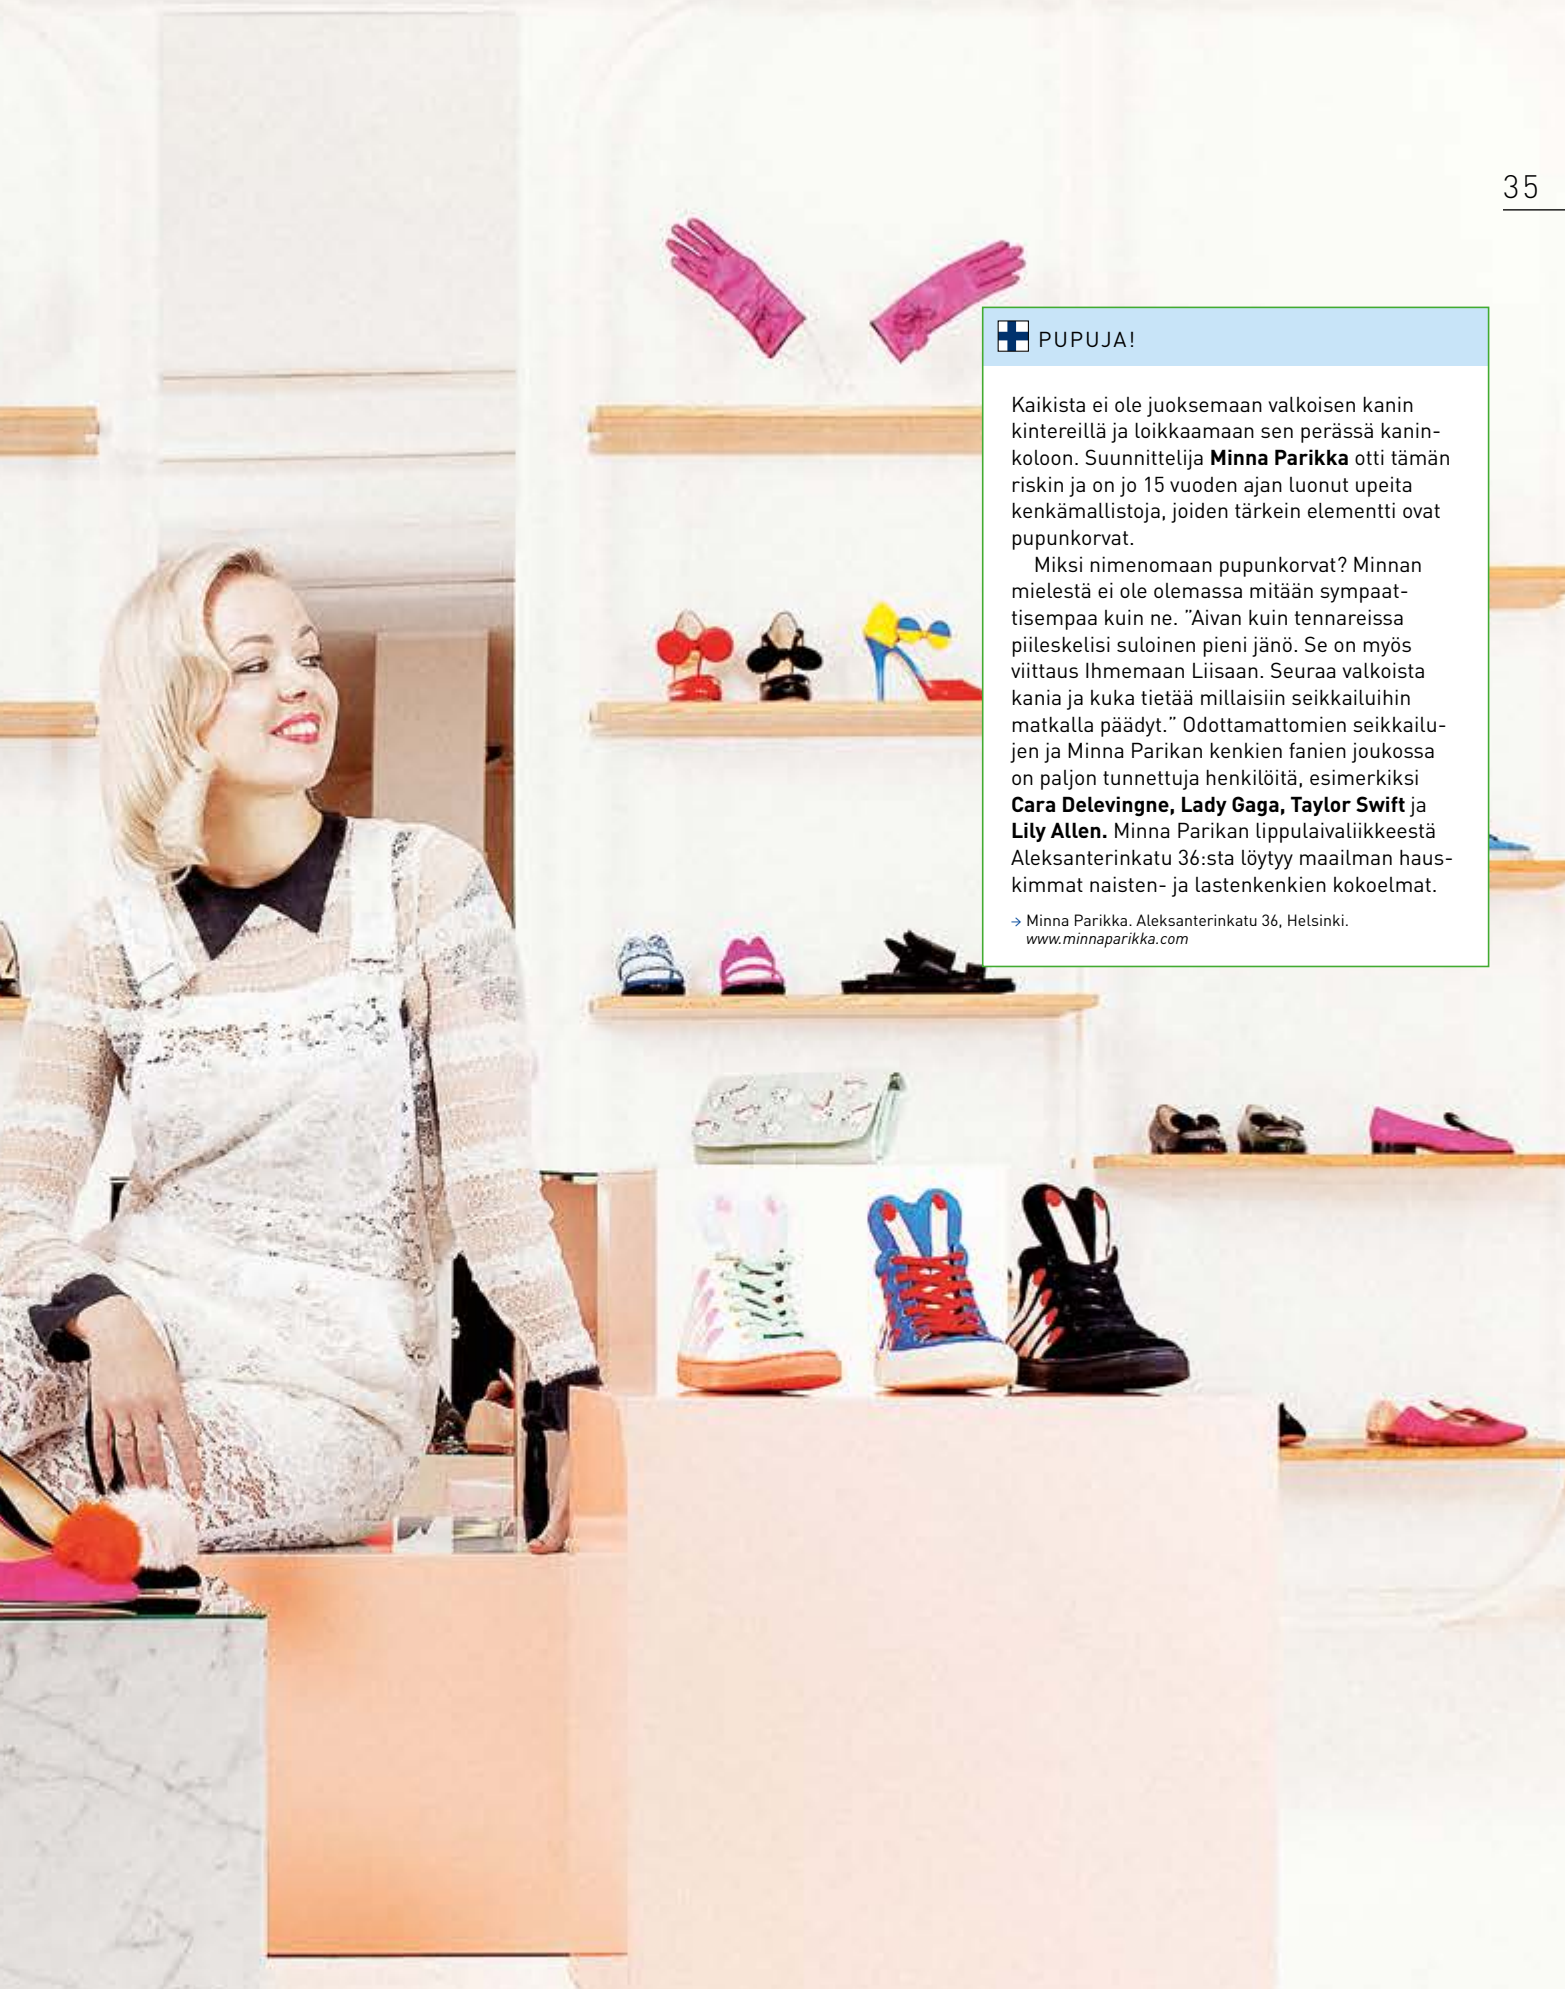 35
PUPUJA!
Kaikista ei ole juoksemaan valkoisen kanin
kintereillä ja loikkaamaan sen perässä kanin-
koloon. Suunnittelija Minna Parikka otti tämän
riskin ja on jo 15 vuoden ajan luonut upeita
kenkämallistoja, joiden tärkein elementti ovat
pupunkorvat.
Miksi nimenomaan pupunkorvat? Minnan
mielestä ei ole olemassa mitään sympaat-
tisempaa kuin ne. ”Aivan kuin tennareissa
piileskelisi suloinen pieni jänö. Se on myös
viittaus Ihmemaan Liisaan. Seuraa valkoista
kania ja kuka tietää millaisiin seikkailuihin
matkalla päädyt.” Odottamattomien seikkailu-
jen ja Minna Parikan kenkien fanien joukossa
on paljon tunnettuja henkilöitä, esimerkiksi
Cara Delevingne, Lady Gaga, Taylor Swift ja
Lily Allen. Minna Parikan lippulaivaliikkeestä
Aleksanterinkatu 36:sta löytyy maailman haus-
kimmat naisten- ja lastenkenkien kokoelmat.
→ Minna Parikka. Aleksanterinkatu 36, Helsinki.
www.minnaparikka.com